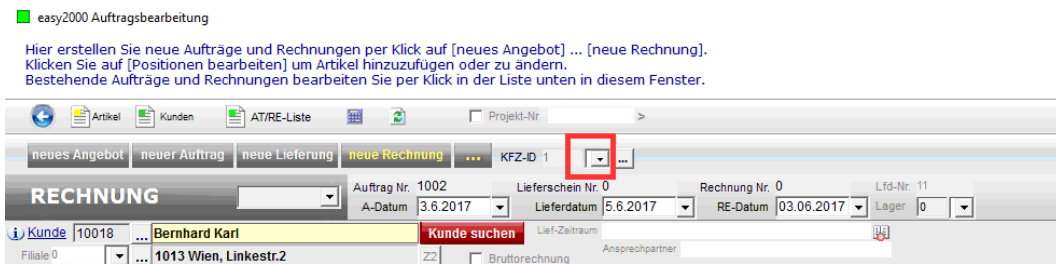 easy2000 Auftragsbearbeitung
Hier erstellen Sie neue Aufträge und Rechnungen per Klick auf [neues Angebot] ... [neue Rechnung].
Klicken Sie auf [Positionen bearbeiten] um Artikel hinzuzufügen oder zu ändern.
Bestehende Aufträge und Rechnungen bearbeiten Sie per Klick in der Liste unten in diesem Fenster.
Artikel Kunden AT/RE-Liste Projekt-Nr >
neues Angebot neuer Auftrag neue Lieferung neue Rechnung ... KFZ-ID 1 ...
RECHNUNG Auftrag Nr. 1002 Lieferschein Nr. 0 Rechnung Nr. 0 Lfd-Nr. 11
A-Datum 3.6.2017 Lieferdatum 5.6.2017 RE-Datum 03.06.2017 Lager 0
i Kunde 10018 ... Bernhard Karl Kunde suchen Lief-Zeitraum
Filiale 0 ... 1013 Wien, Linkestr.2 Z2 Bruttorechnung Ansprechpartner